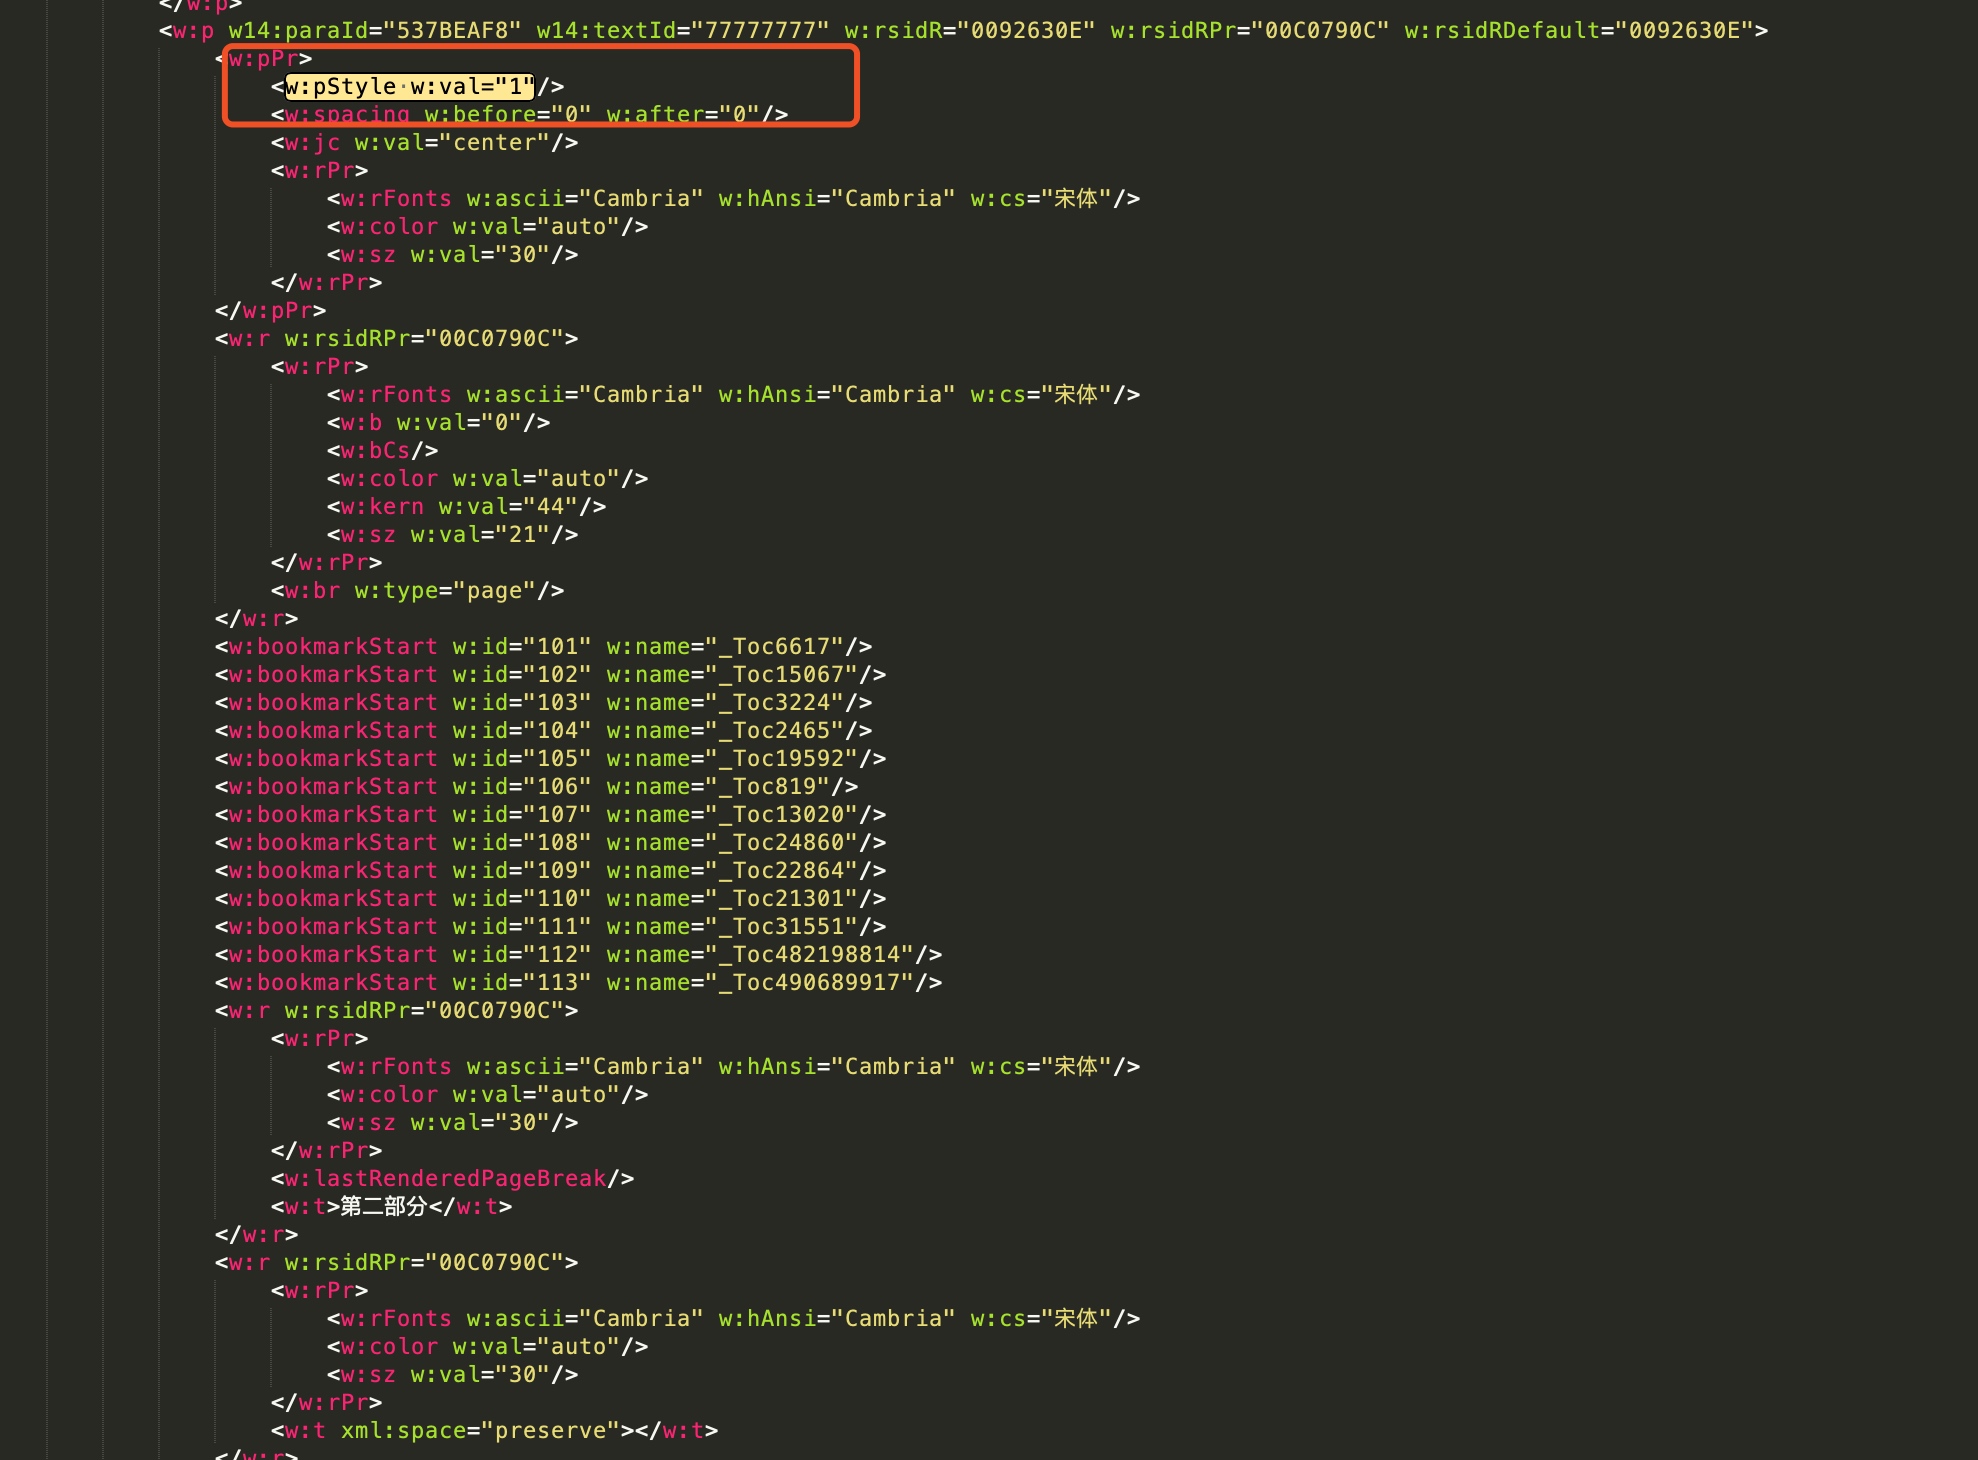 </w:p>
<w:p w14:paraId="537BEAF8" w14:textId="77777777" w:rsidR="0092630E" w:rsidRPr="00C0790C" w:rsidRDefault="0092630E">
<w:pPr>
<w:pStyle w:val="1"/>
<w:spacing w:before="0" w:after="0"/>
<w:jc w:val="center"/>
<w:rPr>
<w:rFonts w:ascii="Cambria" w:hAnsi="Cambria" w:cs="宋体"/>
<w:color w:val="auto"/>
<w:sz w:val="30"/>
</w:rPr>
</w:pPr>
<w:r w:rsidRPr="00C0790C">
<w:rPr>
<w:rFonts w:ascii="Cambria" w:hAnsi="Cambria" w:cs="宋体"/>
<w:b w:val="0"/>
<w:bCs/>
<w:color w:val="auto"/>
<w:kern w:val="44"/>
<w:sz w:val="21"/>
</w:rPr>
<w:br w:type="page"/>
</w:r>
<w:bookmarkStart w:id="101" w:name="_Toc6617"/>
<w:bookmarkStart w:id="102" w:name="_Toc15067"/>
<w:bookmarkStart w:id="103" w:name="_Toc3224"/>
<w:bookmarkStart w:id="104" w:name="_Toc2465"/>
<w:bookmarkStart w:id="105" w:name="_Toc19592"/>
<w:bookmarkStart w:id="106" w:name="_Toc819"/>
<w:bookmarkStart w:id="107" w:name="_Toc13020"/>
<w:bookmarkStart w:id="108" w:name="_Toc24860"/>
<w:bookmarkStart w:id="109" w:name="_Toc22864"/>
<w:bookmarkStart w:id="110" w:name="_Toc21301"/>
<w:bookmarkStart w:id="111" w:name="_Toc31551"/>
<w:bookmarkStart w:id="112" w:name="_Toc482198814"/>
<w:bookmarkStart w:id="113" w:name="_Toc490689917"/>
<w:r w:rsidRPr="00C0790C">
<w:rPr>
<w:rFonts w:ascii="Cambria" w:hAnsi="Cambria" w:cs="宋体"/>
<w:color w:val="auto"/>
<w:sz w:val="30"/>
</w:rPr>
<w:lastRenderedPageBreak/>
<w:t>第二部分</w:t>
</w:r>
<w:r w:rsidRPr="00C0790C">
<w:rPr>
<w:rFonts w:ascii="Cambria" w:hAnsi="Cambria" w:cs="宋体"/>
<w:color w:val="auto"/>
<w:sz w:val="30"/>
</w:rPr>
<w:t xml:space="preserve"></w:t>
</w:r>